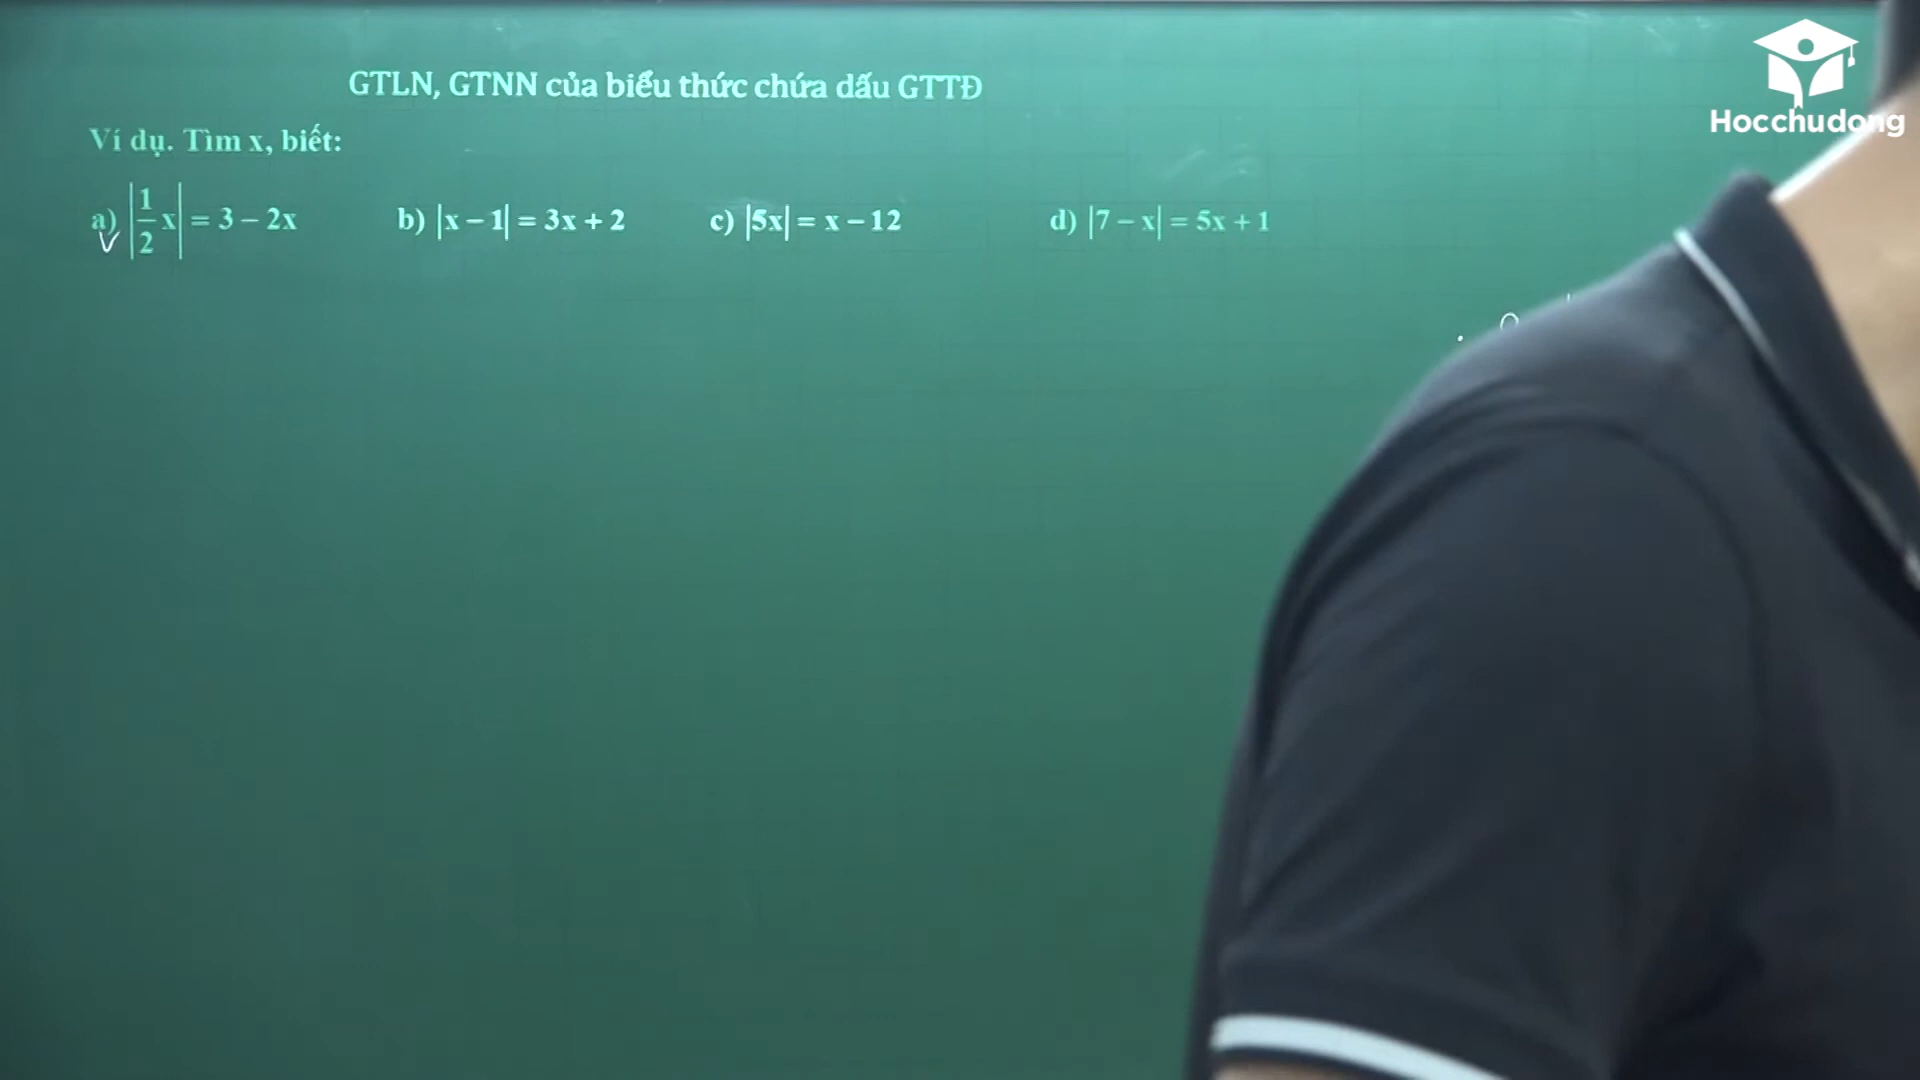 GTLN, GTNN của biểu thức chứa dấu GTTĐ
Hocchudong
Ví dụ. Tìm x, biết:
a) |1/2 x| = 3 – 2x b) |x – 1| = 3x + 2 c) |5x| = x – 12 d) |7 – x| = 5x + 1